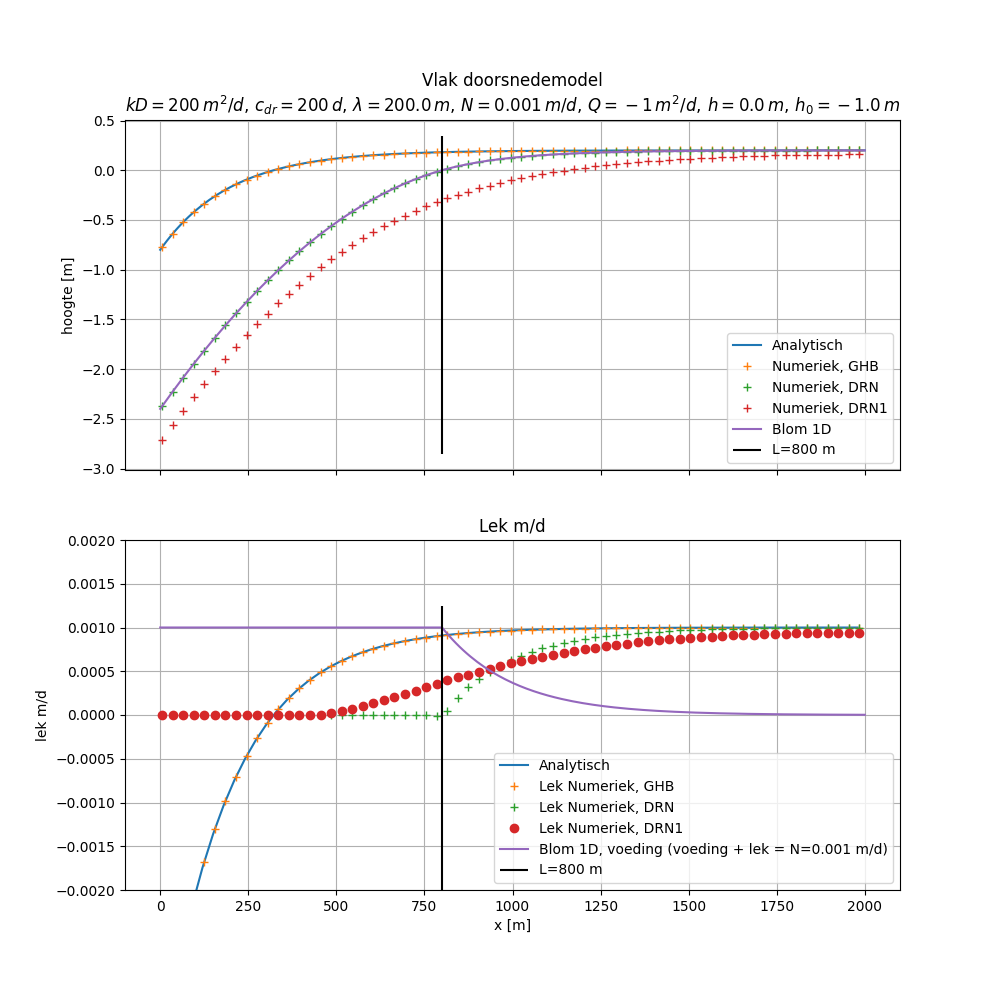 Vlak doorsnedemodel
kD = 200 m²/d, c_dr = 200 d, λ = 200.0 m, N = 0.001 m/d, Q = −1 m²/d, h = 0.0 m, h₀ = −1.0 m
0.5
0.0
−0.5
−1.0
−1.5
−2.0
−2.5
−3.0
hoogte [m]
Analytisch
Numeriek, GHB
Numeriek, DRN
Numeriek, DRN1
Blom 1D
L=800 m
Lek m/d
0.0020
0.0015
0.0010
0.0005
0.0000
−0.0005
−0.0010
−0.0015
−0.0020
lek m/d
Analytisch
Lek Numeriek, GHB
Lek Numeriek, DRN
Lek Numeriek, DRN1
Blom 1D, voeding (voeding + lek = N=0.001 m/d)
L=800 m
0 250 500 750 1000 1250 1500 1750 2000
x [m]